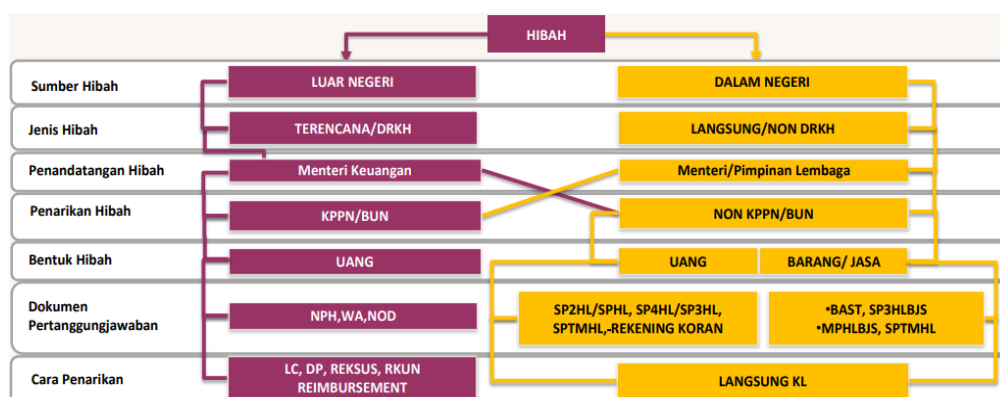 HIBAH
Sumber Hibah
LUAR NEGERI
DALAM NEGERI
Jenis Hibah
TERENCANA/DRKH
LANGSUNG/NON DRKH
Penandatangan Hibah
Menteri Keuangan
Menteri/Pimpinan Lembaga
Penarikan Hibah
KPPN/BUN
NON KPPN/BUN
Bentuk Hibah
UANG
UANG
BARANG/ JASA
Dokumen
Pertanggungjawaban
NPH,WA,NOD
SP2HL/SPHL, SP4HL/SP3HL,
SPTMHL,-REKENING KORAN
•BAST, SP3HLBJS
•MPHLBJS, SPTMHL
Cara Penarikan
LC, DP, REKSUS, RKUN
REIMBURSEMENT
LANGSUNG KL